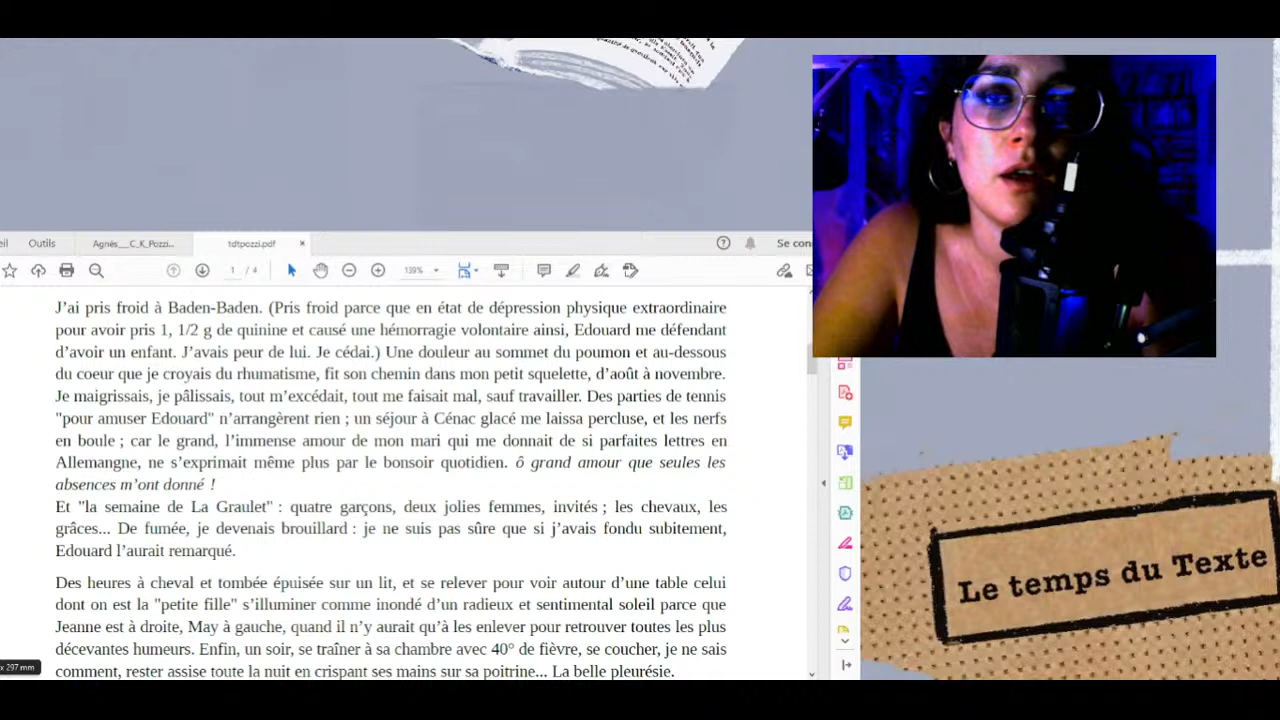 Outils
Agnès___C_K_Pozzi...
tdtpozzi.pdf
×
Se con
1 / 4
139%
J'ai pris froid à Baden-Baden. (Pris froid parce que en état de dépression physique extraordinaire
pour avoir pris 1, 1/2 g de quinine et causé une hémorragie volontaire ainsi, Edouard me défendant
d'avoir un enfant. J'avais peur de lui. Je cédai.) Une douleur au sommet du poumon et au-dessous
du coeur que je croyais du rhumatisme, fit son chemin dans mon petit squelette, d'août à novembre.
Je maigrissais, je pâlissais, tout m'excédait, tout me faisait mal, sauf travailler. Des parties de tennis
"pour amuser Edouard" n'arrangèrent rien ; un séjour à Cénac glacé me laissa percluse, et les nerfs
en boule ; car le grand, l'immense amour de mon mari qui me donnait de si parfaites lettres en
Allemangne, ne s'exprimait même plus par le bonsoir quotidien. ô grand amour que seules les
absences m'ont donné !
Et "la semaine de La Graulet" : quatre garçons, deux jolies femmes, invités ; les chevaux, les
grâces... De fumée, je devenais brouillard : je ne suis pas sûre que si j'avais fondu subitement,
Edouard l'aurait remarqué.
Des heures à cheval et tombée épuisée sur un lit, et se relever pour voir autour d'une table celui
dont on est la "petite fille" s'illuminer comme inondé d'un radieux et sentimental soleil parce que
Jeanne est à droite, May à gauche, quand il n'y aurait qu'à les enlever pour retrouver toutes les plus
décevantes humeurs. Enfin, un soir, se traîner à sa chambre avec 40° de fièvre, se coucher, je ne sais
comment, rester assise toute la nuit en crispant ses mains sur sa poitrine... La belle pleurésie.
x 297 mm
Le temps du Texte